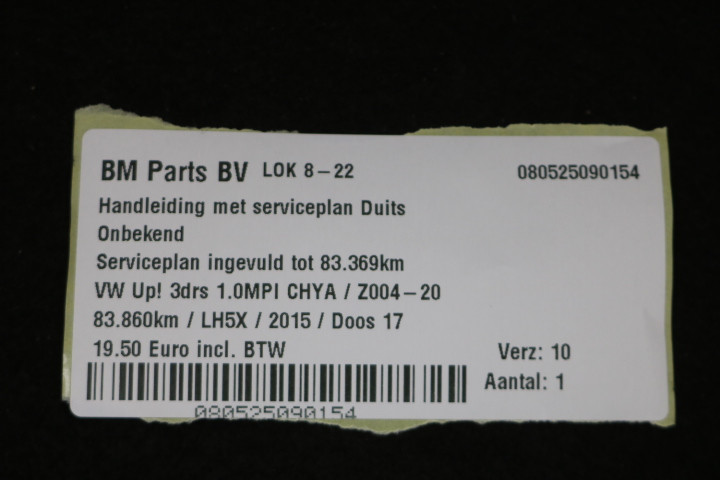 BM Parts BV LOK 8-22 080525090154
Handleiding met serviceplan Duits
Onbekend
Serviceplan ingevuld tot 83.369km
VW Up! 3drs 1.0MPI CHYA / Z004-20
83.860km / LH5X / 2015 / Doos 17
19.50 Euro incl. BTW Verz: 10
Aantal: 1
080525090154